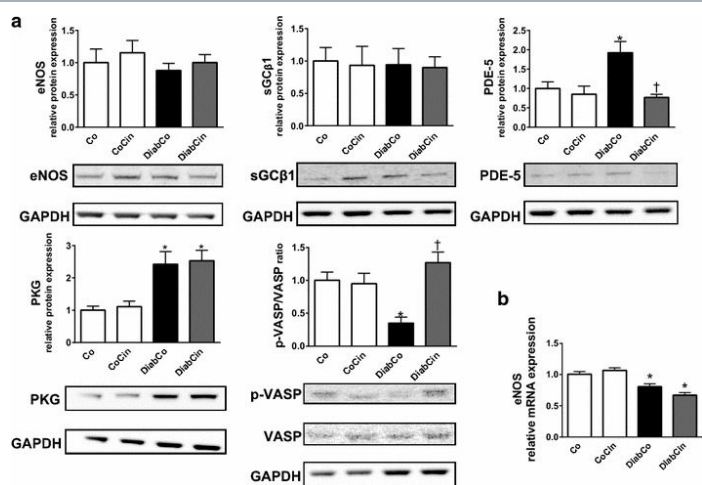 a
eNOS
relative protein expression
1.5
1.0
0.5
0.0
Co
CoCin
DiabCo
DiabCin
sGCβ1
relative protein expression
1.5
1.0
0.5
0.0
Co
CoCin
DiabCo
DiabCin
PDE-5
relative protein expression
2.5
2.0
1.5
1.0
0.5
0.0
*
†
Co
CoCin
DiabCo
DiabCin
eNOS
GAPDH
sGCβ1
GAPDH
PDE-5
GAPDH
PKG
relative protein expression
3
2
1
0
*
*
Co
CoCin
DiabCo
DiabCin
p-VASP/VASP ratio
1.5
1.0
0.5
0.0
*
†
Co
CoCin
DiabCo
DiabCin
PKG
GAPDH
p-VASP
VASP
GAPDH
b
eNOS
relative mRNA expression
1.5
1.0
0.5
0.0
*
*
Co
CoCin
DiabCo
DiabCin